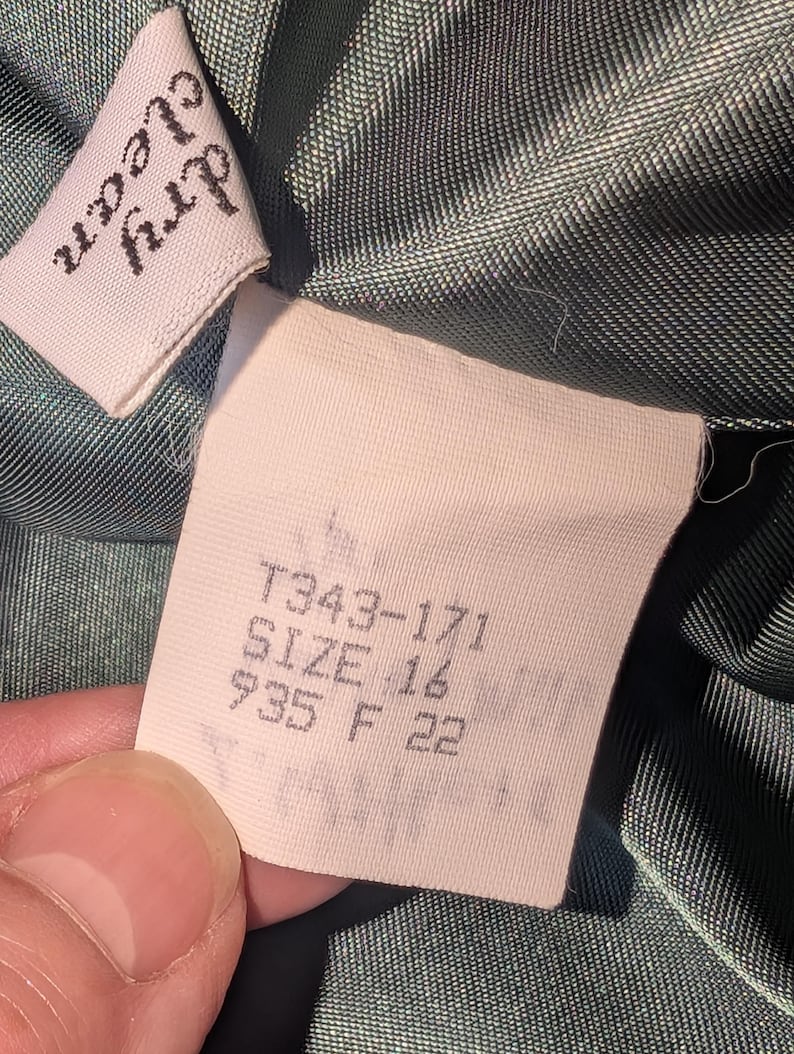 dry
clean
T343-171
SIZE 16
935 F 22